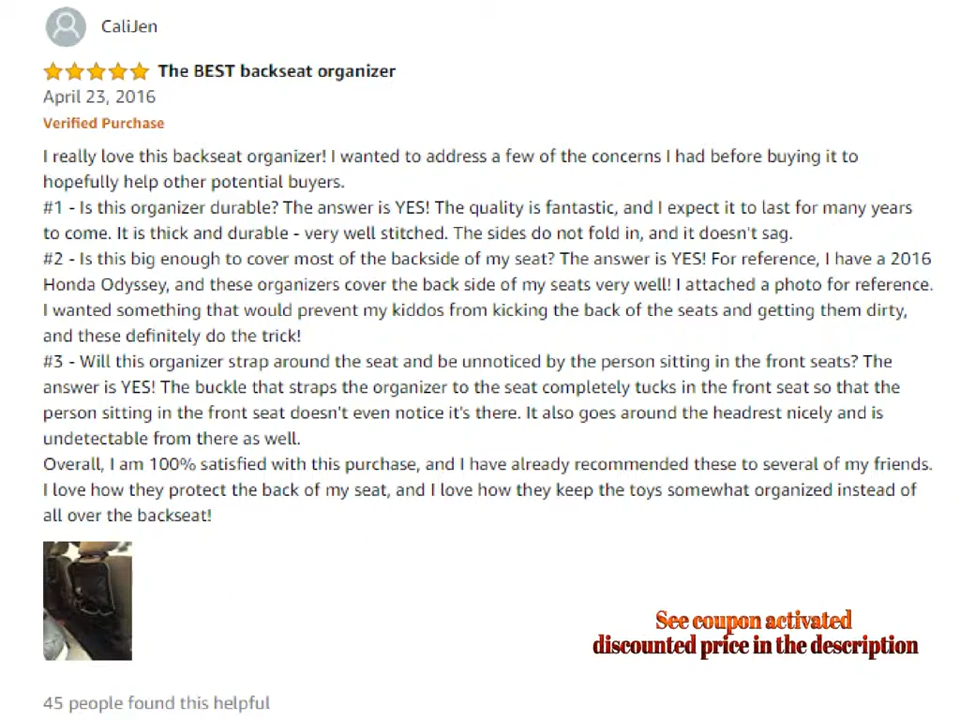 CaliJen
The BEST backseat organizer
April 23, 2016
Verified Purchase
I really love this backseat organizer! I wanted to address a few of the concerns I had before buying it to
hopefully help other potential buyers.
#1 - Is this organizer durable? The answer is YES! The quality is fantastic, and I expect it to last for many years
to come. It is thick and durable - very well stitched. The sides do not fold in, and it doesn't sag.
#2 - Is this big enough to cover most of the backside of my seat? The answer is YES! For reference, I have a 2016
Honda Odyssey, and these organizers cover the back side of my seats very well! I attached a photo for reference.
I wanted something that would prevent my kiddos from kicking the back of the seats and getting them dirty,
and these definitely do the trick!
#3 - Will this organizer strap around the seat and be unnoticed by the person sitting in the front seats? The
answer is YES! The buckle that straps the organizer to the seat completely tucks in the front seat so that the
person sitting in the front seat doesn't even notice it's there. It also goes around the headrest nicely and is
undetectable from there as well.
Overall, I am 100% satisfied with this purchase, and I have already recommended these to several of my friends.
I love how they protect the back of my seat, and I love how they keep the toys somewhat organized instead of
all over the backseat!
See coupon activated
discounted price in the description
45 people found this helpful